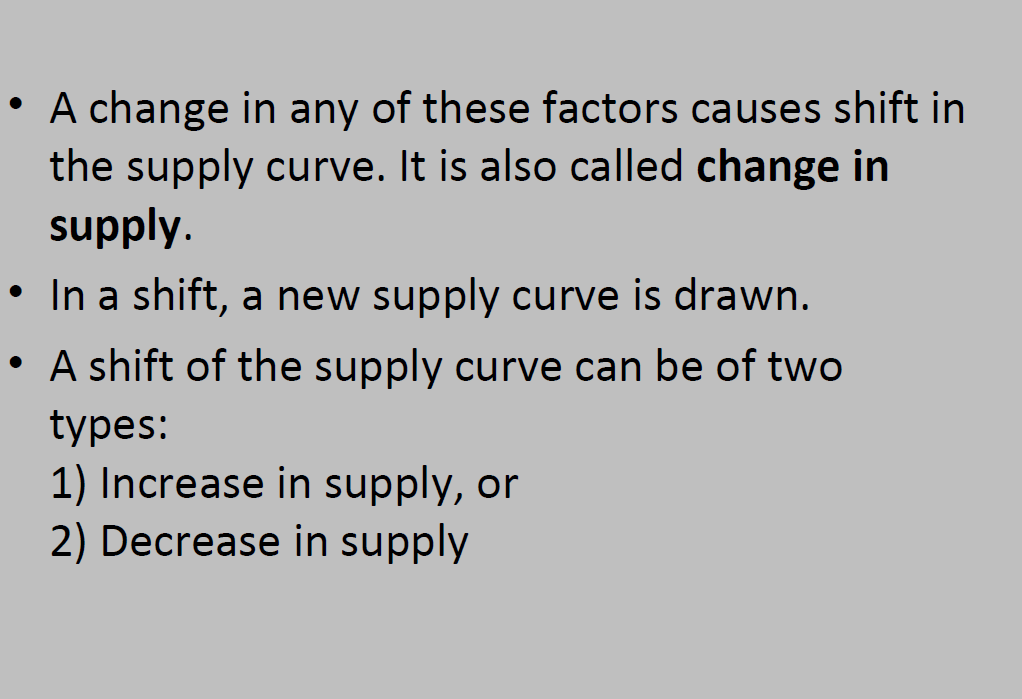 • A change in any of these factors causes shift in
the supply curve. It is also called change in
supply.
• In a shift, a new supply curve is drawn.
• A shift of the supply curve can be of two
types:
1) Increase in supply, or
2) Decrease in supply